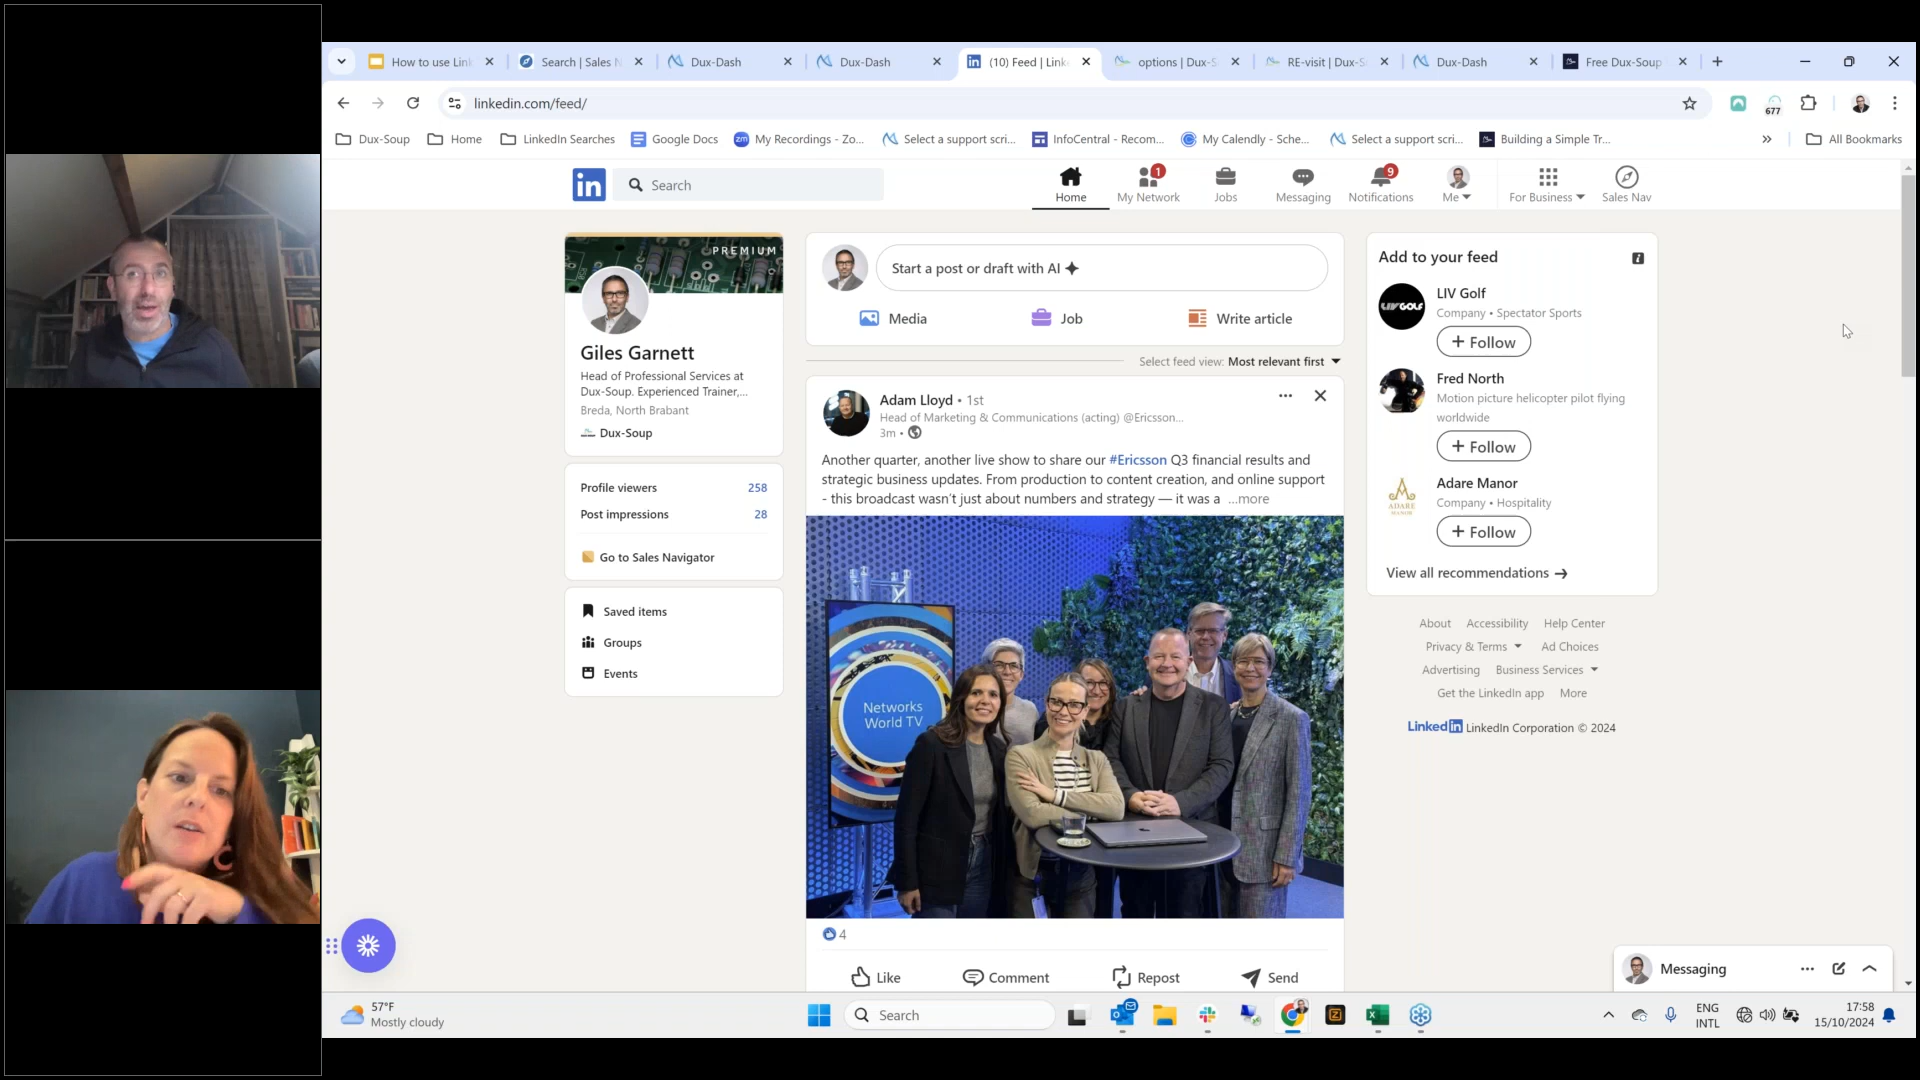 How to use Link
Search | Sales N
Dux-Dash
Dux-Dash
(10) Feed | Link
options | Dux-S
RE-visit | Dux-S
Dux-Dash
Free Dux-Soup
linkedin.com/feed/
677
Dux-Soup
Home
LinkedIn Searches
Google Docs
zm
My Recordings - Zo...
Select a support scri...
InfoCentral - Recom...
My Calendly - Sche...
Select a support scri...
Building a Simple Tr...
All Bookmarks
in
Search
Home
1
My Network
Jobs
Messaging
9
Notifications
Me
For Business
Sales Nav
PREMIUM
Giles Garnett
Head of Professional Services at
Dux-Soup. Experienced Trainer,...
Breda, North Brabant
Dux-Soup
Profile viewers 258
Post impressions 28
Go to Sales Navigator
Saved items
Groups
Events
Start a post or draft with AI
Media
Job
Write article
Select feed view: Most relevant first
Adam Lloyd • 1st
Head of Marketing & Communications (acting) @Ericsson...
3m •
Another quarter, another live show to share our #Ericsson Q3 financial results and
strategic business updates. From production to content creation, and online support
- this broadcast wasn't just about numbers and strategy — it was a ...more
Networks
World TV
4
Like
Comment
Repost
Send
Add to your feed
LIV GOLF
LIV Golf
Company • Spectator Sports
+ Follow
Fred North
Motion picture helicopter pilot flying
worldwide
+ Follow
ADARE
MANOR
Adare Manor
Company • Hospitality
+ Follow
View all recommendations →
About Accessibility Help Center
Privacy & Terms Ad Choices
Advertising Business Services
Get the LinkedIn app More
LinkedIn LinkedIn Corporation © 2024
Messaging
57°F
Mostly cloudy
Search
ENG
INTL
17:58
15/10/2024